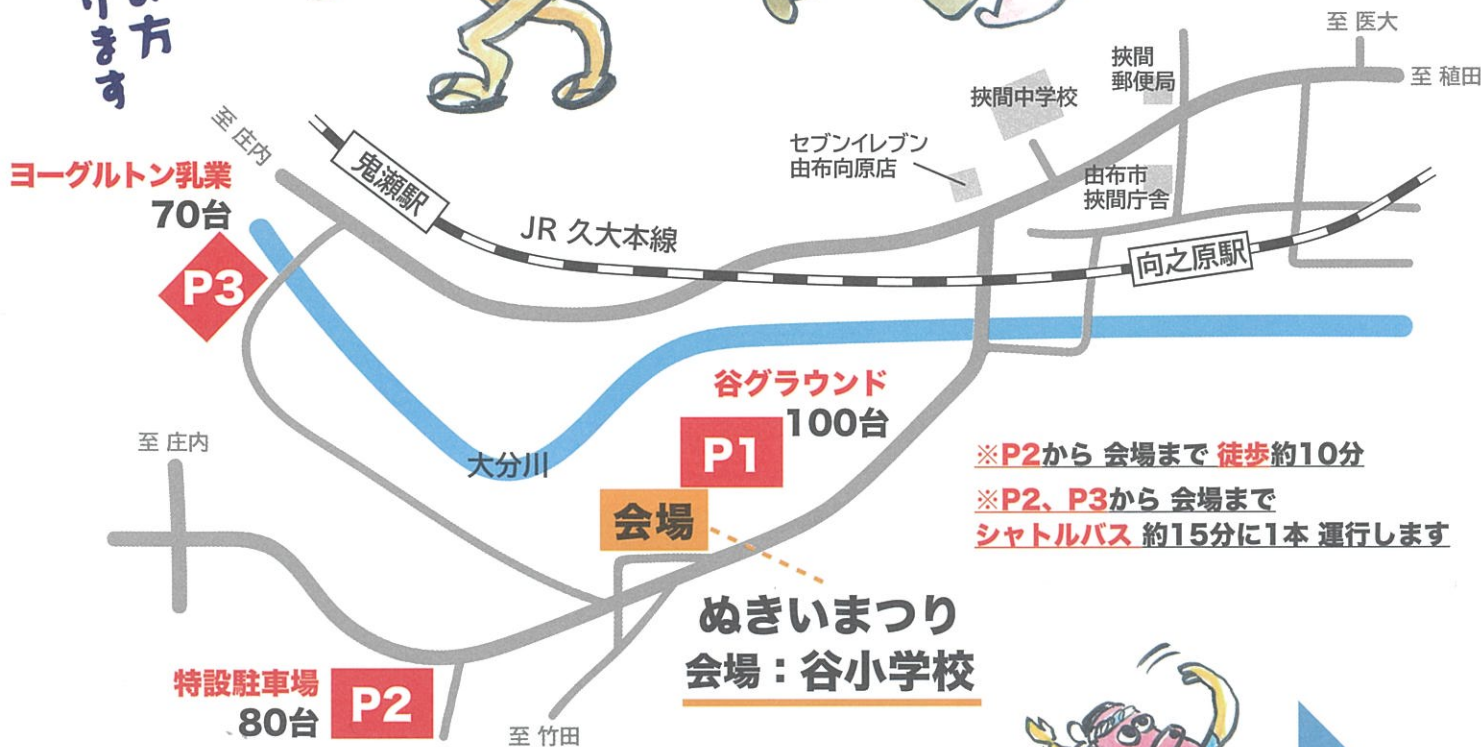 方
ります
至 医大
挾間
郵便局
至 稙田
挾間中学校
至 庄内
セブンイレブン
由布向原店
ヨーグルトン乳業
70台
鬼瀬駅
由布市
挾間庁舎
JR 久大本線
向之原駅
P3
谷グラウンド
100台
至 庄内
大分川
P1
※P2から 会場まで 徒歩約10分
会場
※P2、P3から 会場まで
シャトルバス 約15分に1本 運行します
ぬきいまつり
会場：谷小学校
特設駐車場
80台
P2
至 竹田